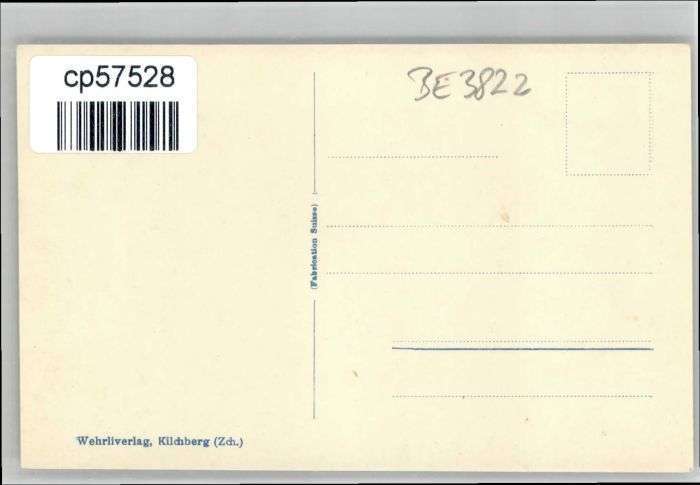 cp57528
BE3822
(Fabrication Suisse)
Wehrliverlag, Kilchberg (Zch.)